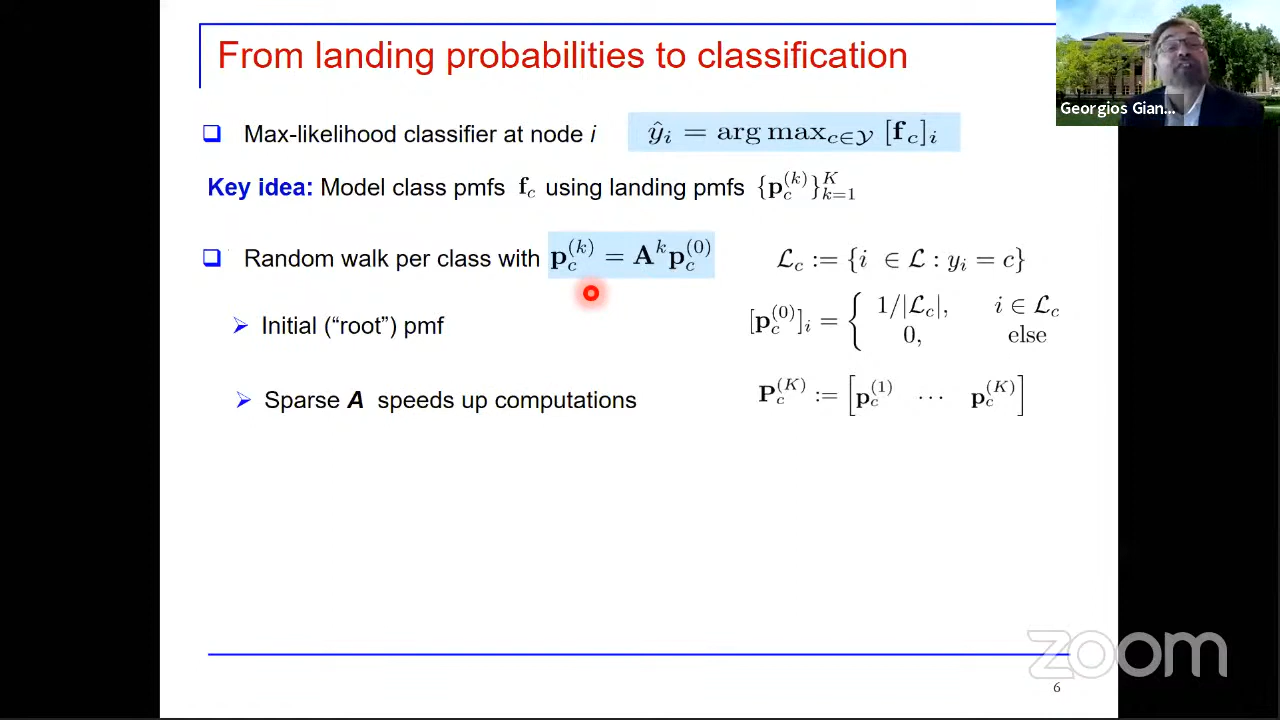 From landing probabilities to classification
Georgios Gian...
Max-likelihood classifier at node i ŷ_i = arg max_{c∈𝒴} [f_c]_i
Key idea: Model class pmfs f_c using landing pmfs {p_c^{(k)}}_{k=1}^K
Random walk per class with p_c^{(k)} = A^k p_c^{(0)} ℒ_c := {i ∈ ℒ : y_i = c}
Initial (“root”) pmf [p_c^{(0)}]_i = { 1/|ℒ_c|, i ∈ ℒ_c
0, else
Sparse A speeds up computations P_c^{(K)} := [p_c^{(1)} ⋯ p_c^{(K)}]
zoom
6